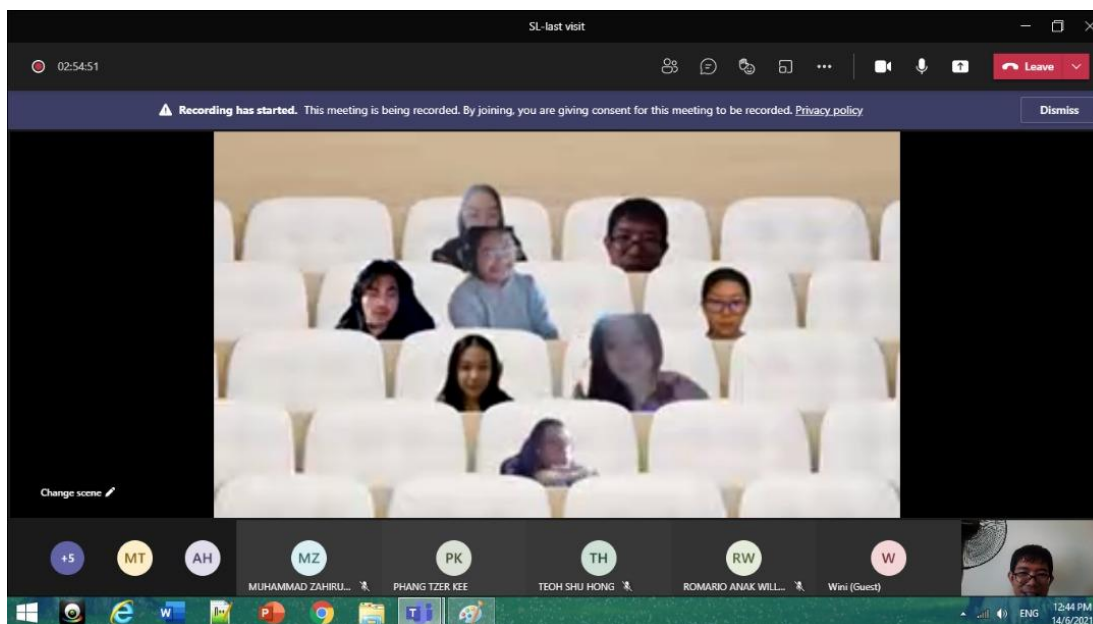 SL-last visit
02:54:51
Leave
Recording has started. This meeting is being recorded. By joining, you are giving consent for this meeting to be recorded. Privacy policy
Dismiss
Change scene
+5
MT
AH
MZ
PK
TH
RW
W
MUHAMMAD ZAHIRU...
PHANG TZER KEE
TEOH SHU HONG
ROMARIO ANAK WILL...
Wini (Guest)
ENG
12:44 PM
14/6/2021